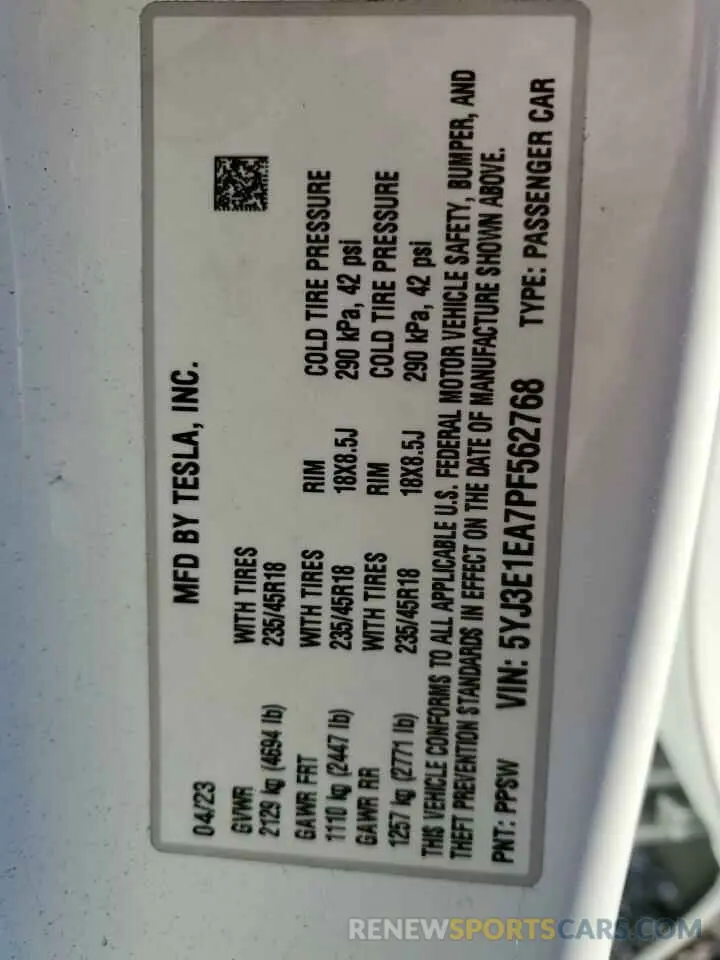 MFD BY TESLA, INC.
04/23
GVWR WITH TIRES
2129 kg (4694 lb) 235/45R18
GAWR FRT WITH TIRES RIM COLD TIRE PRESSURE
1110 kg (2447 lb) 235/45R18 18X8.5J 290 kPa, 42 psi
GAWR RR WITH TIRES RIM COLD TIRE PRESSURE
1257 kg (2771 lb) 235/45R18 18X8.5J 290 kPa, 42 psi
THIS VEHICLE CONFORMS TO ALL APPLICABLE U.S. FEDERAL MOTOR VEHICLE SAFETY, BUMPER, AND
THEFT PREVENTION STANDARDS IN EFFECT ON THE DATE OF MANUFACTURE SHOWN ABOVE.
PNT: PPSW VIN: 5YJ3E1EA7PF562768 TYPE: PASSENGER CAR
RENEWSPORTSCARS.COM